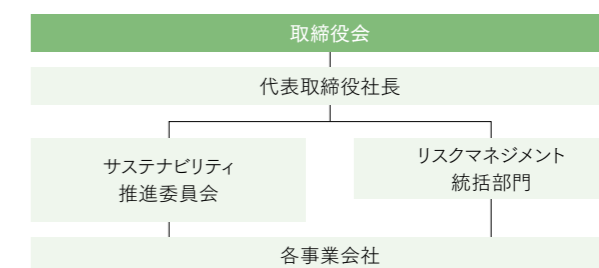 取締役会
代表取締役社長
サステナビリティ
推進委員会
リスクマネジメント
統括部門
各事業会社